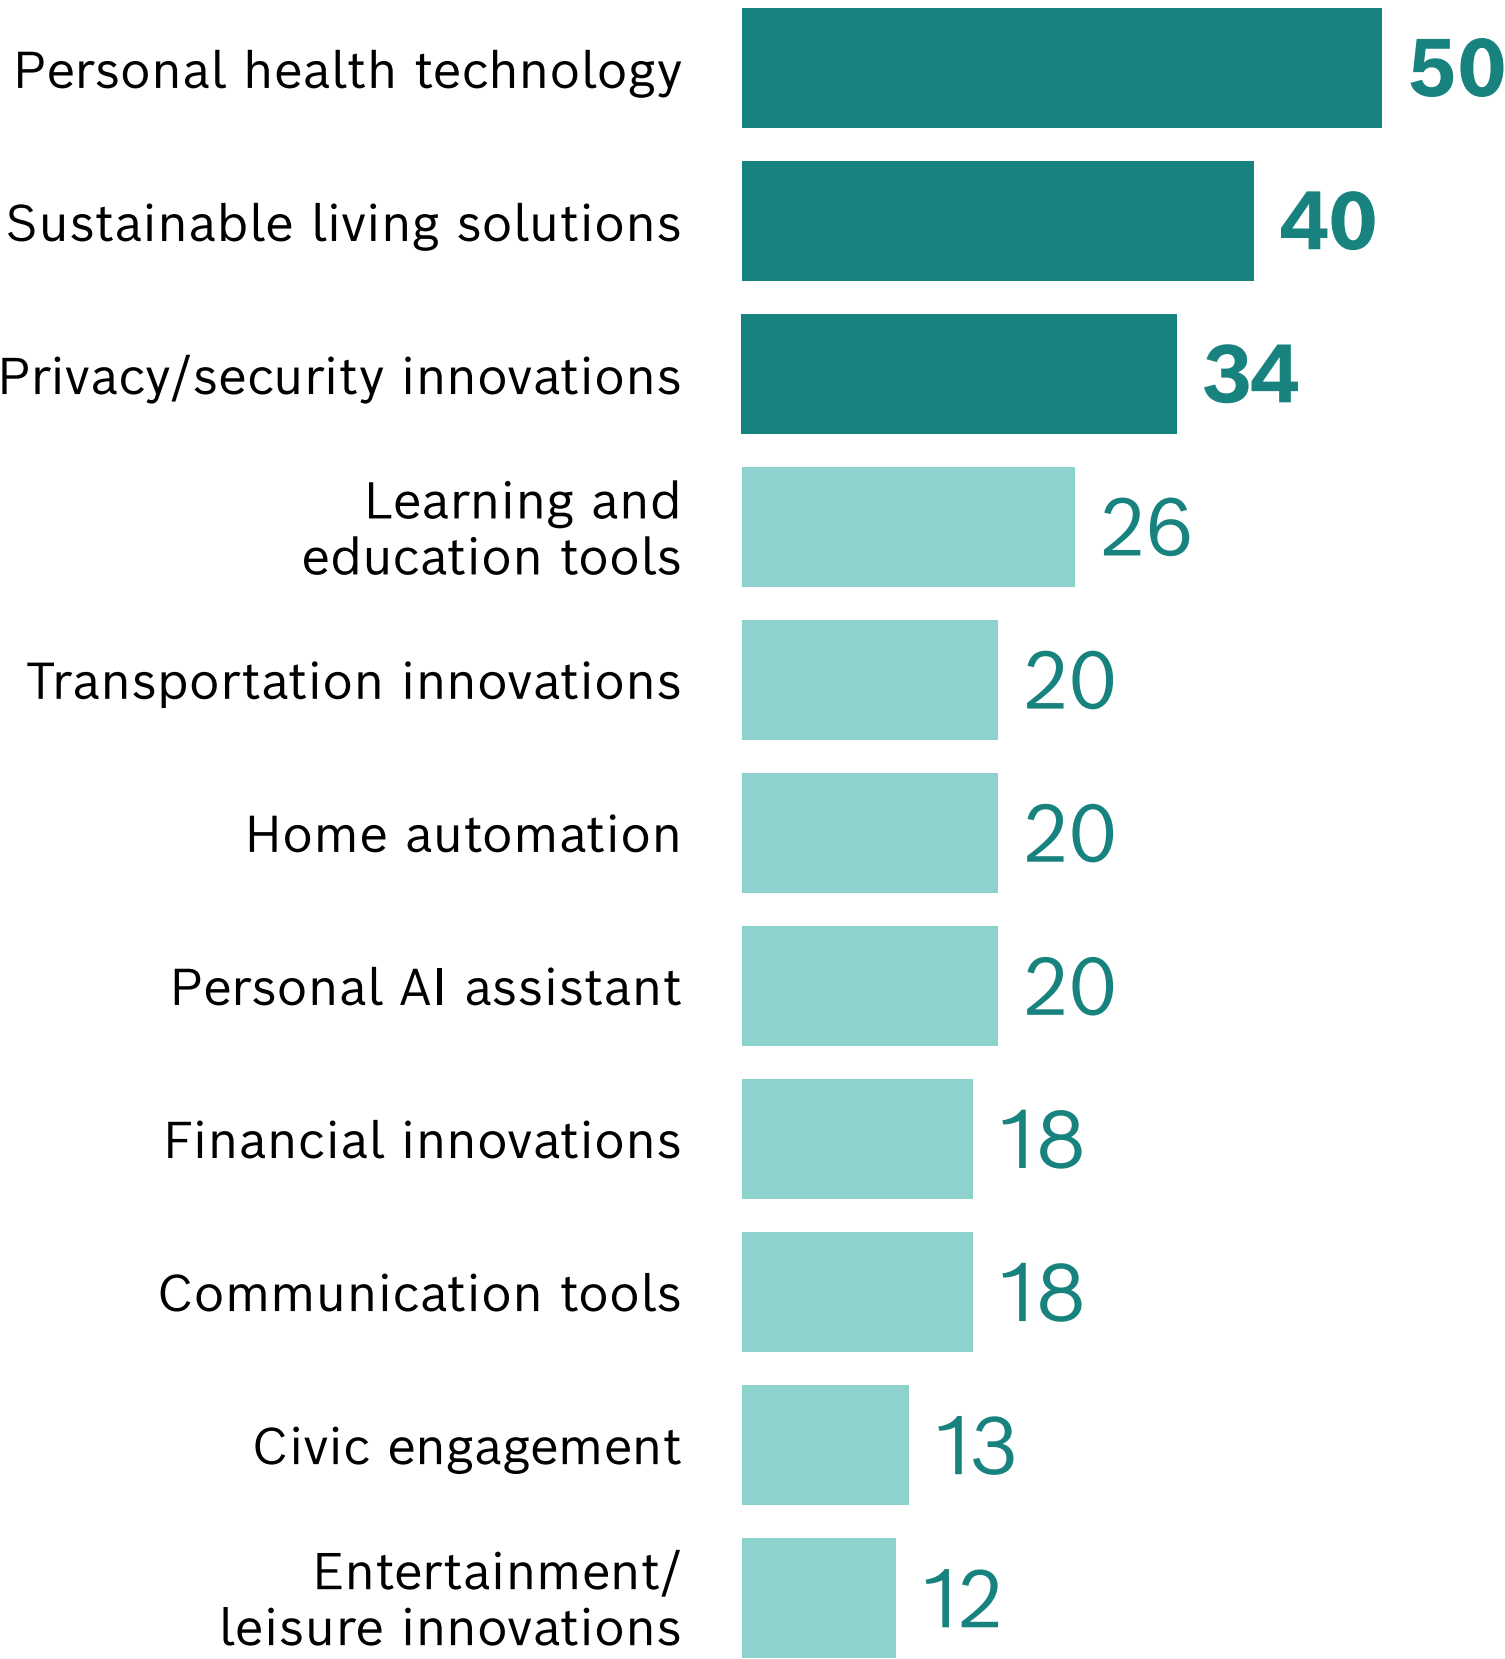 Personal health technology 50
Sustainable living solutions 40
Privacy/security innovations 34
Learning and
education tools 26
Transportation innovations 20
Home automation 20
Personal AI assistant 20
Financial innovations 18
Communication tools 18
Civic engagement 13
Entertainment/
leisure innovations 12